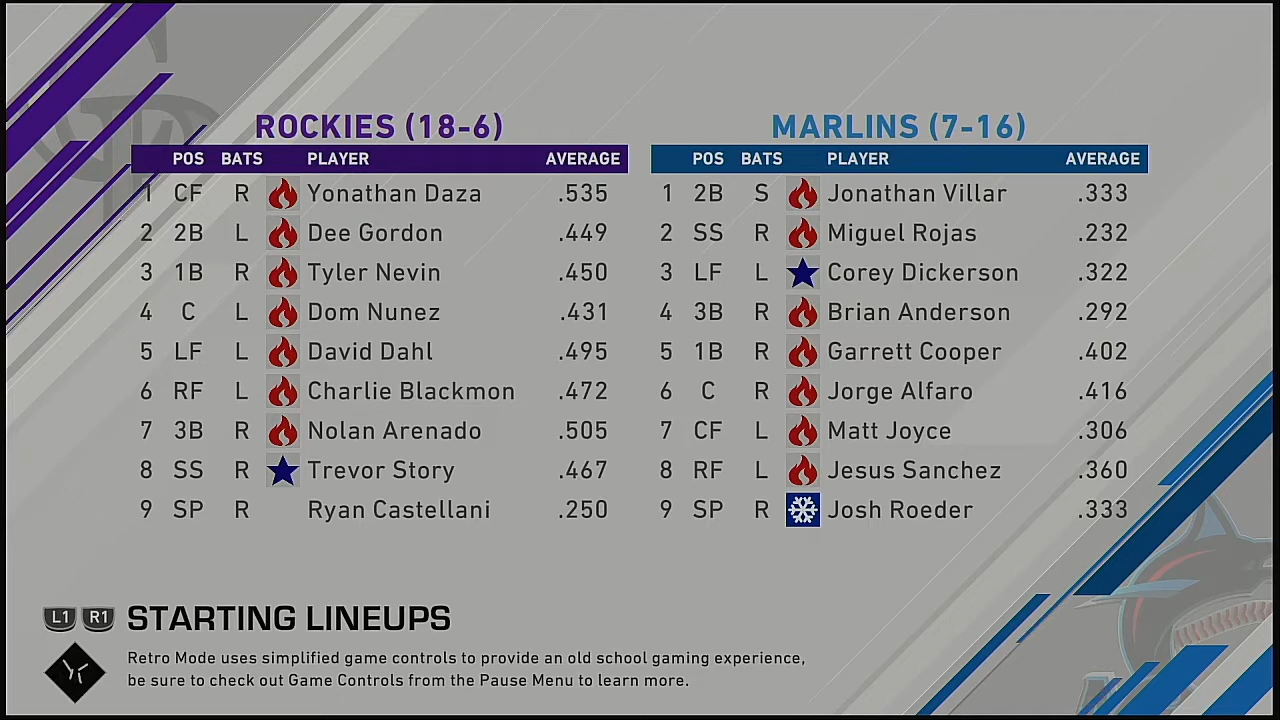 ROCKIES (18-6)
POS BATS PLAYER AVERAGE
1 CF R Yonathan Daza .535
2 2B L Dee Gordon .449
3 1B R Tyler Nevin .450
4 C L Dom Nunez .431
5 LF L David Dahl .495
6 RF L Charlie Blackmon .472
7 3B R Nolan Arenado .505
8 SS R Trevor Story .467
9 SP R Ryan Castellani .250
MARLINS (7-16)
POS BATS PLAYER AVERAGE
1 2B S Jonathan Villar .333
2 SS R Miguel Rojas .232
3 LF L Corey Dickerson .322
4 3B R Brian Anderson .292
5 1B R Garrett Cooper .402
6 C R Jorge Alfaro .416
7 CF L Matt Joyce .306
8 RF L Jesus Sanchez .360
9 SP R Josh Roeder .333
L1 R1 STARTING LINEUPS
Retro Mode uses simplified game controls to provide an old school gaming experience,
be sure to check out Game Controls from the Pause Menu to learn more.